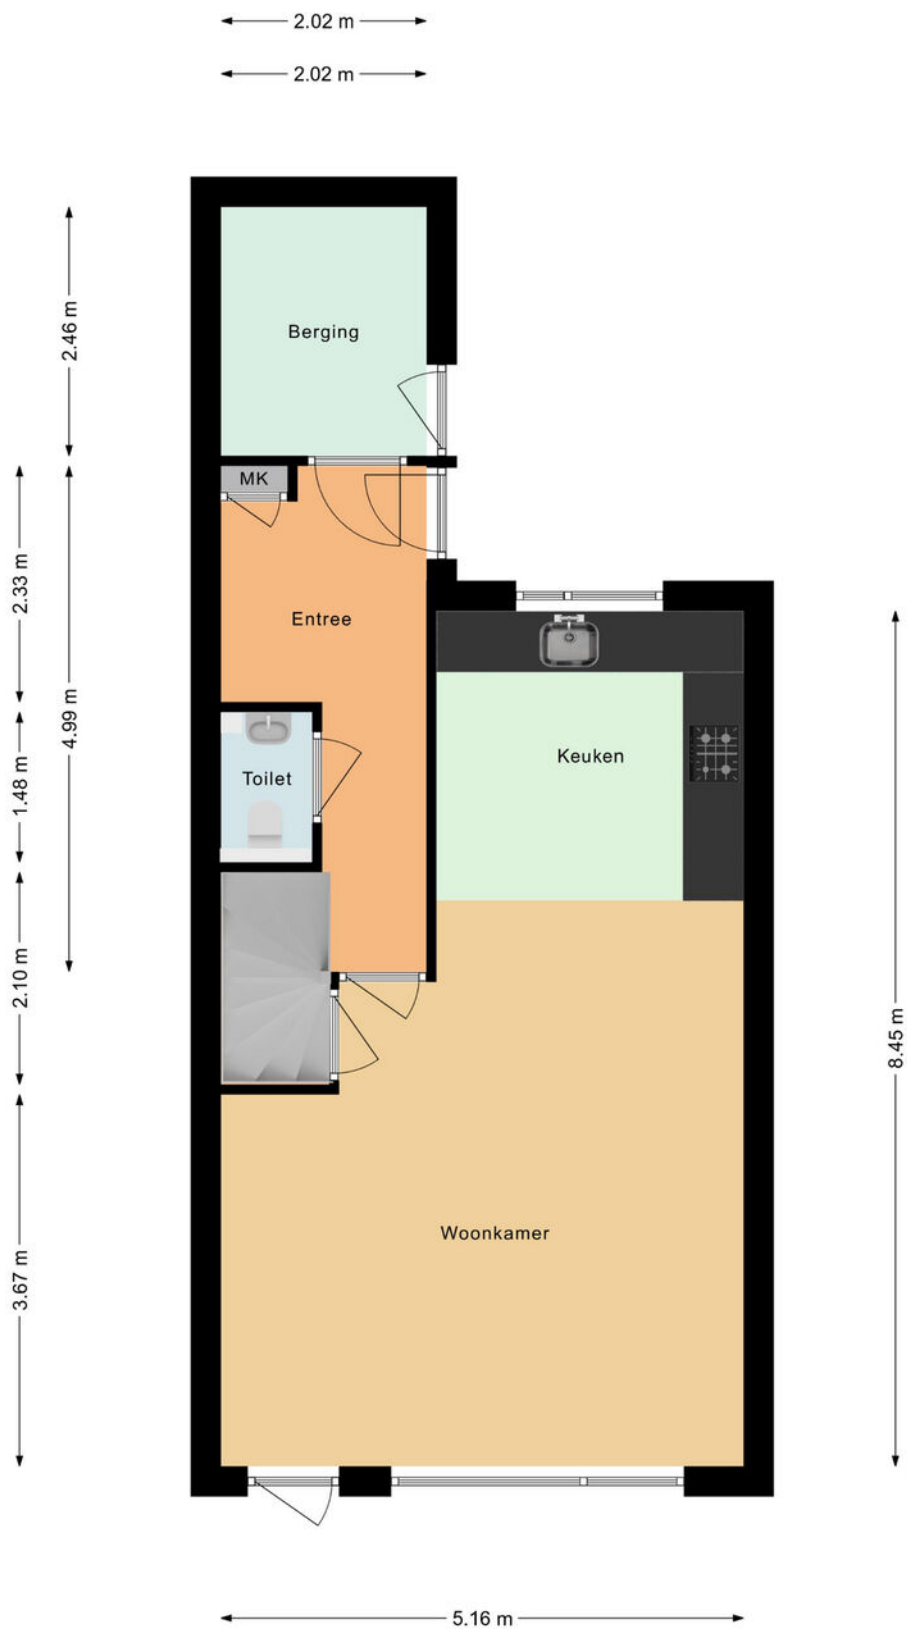 2.02 m
2.02 m
2.46 m
Berging
MK
2.33 m
Entree
4.99 m
Keuken
1.48 m
Toilet
2.10 m
8.45 m
Woonkamer
3.67 m
5.16 m